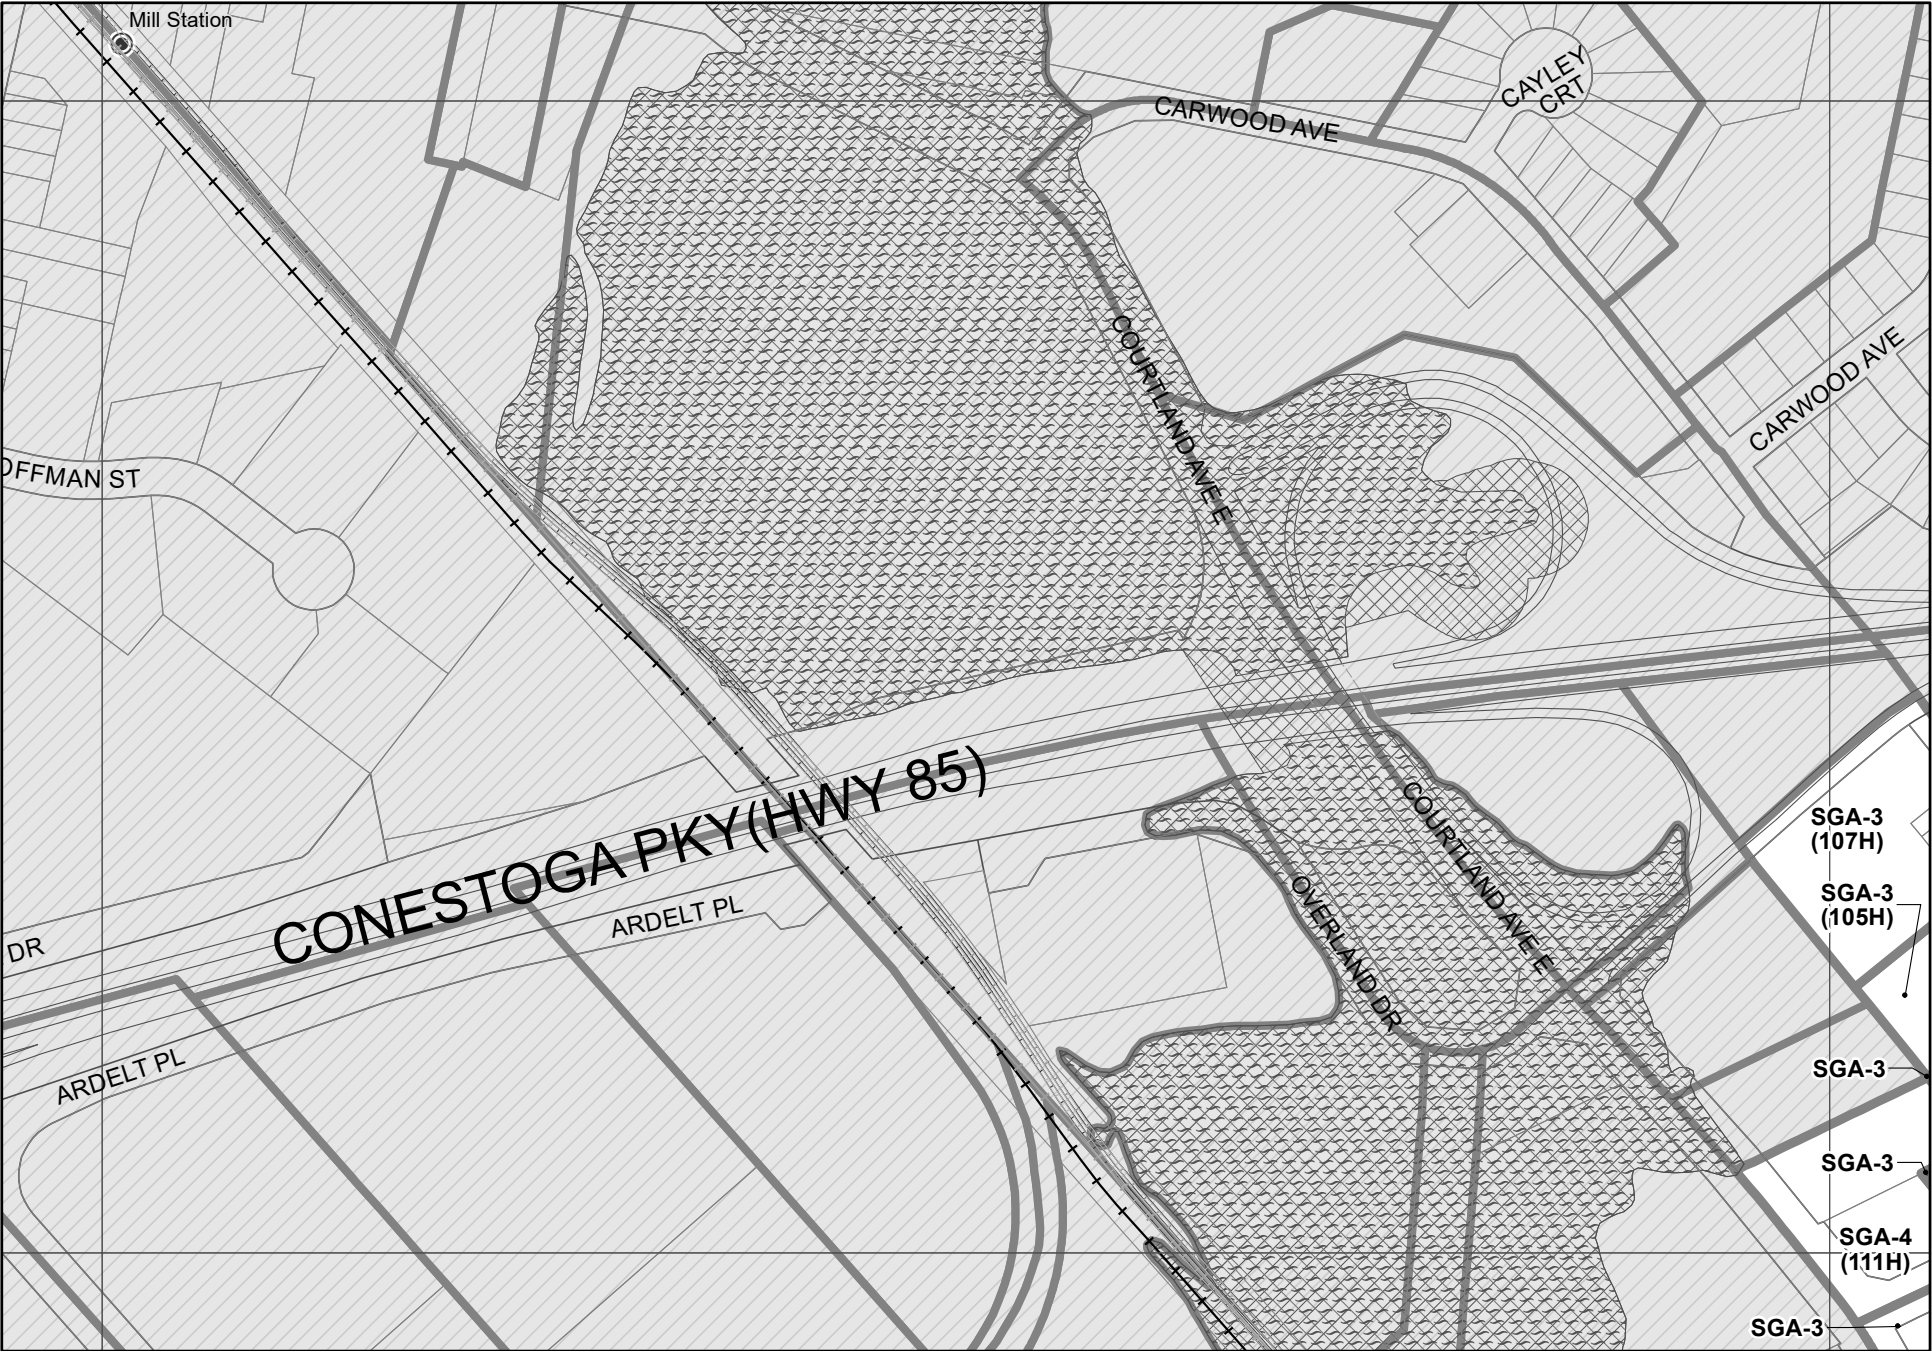 Mill Station
CAYLEY
CRT
CARWOOD AVE
COURTLAND AVE E
CARWOOD AVE
OFFMAN ST
CONESTOGA PKY(HWY 85)
SGA-3
(107H)
COURTLAND AVE E
OVERLAND DR
SGA-3
(105H)
ARDELT PL
DR
SGA-3
ARDELT PL
SGA-3
SGA-4
(111H)
SGA-3